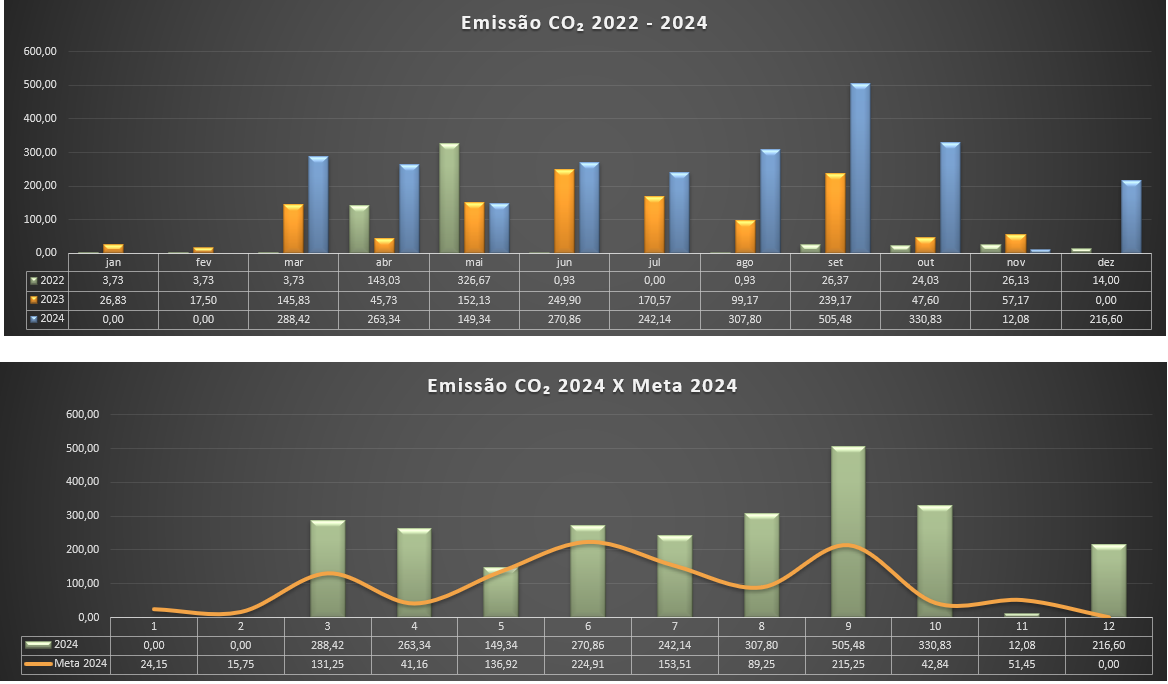 Emissão CO₂ 2022 - 2024
600,00
500,00
400,00
300,00
200,00
100,00
0,00
jan fev mar abr mai jun jul ago set out nov dez
2022 3,73 3,73 3,73 143,03 326,67 0,93 0,00 0,93 26,37 24,03 26,13 14,00
2023 26,83 17,50 145,83 45,73 152,13 249,90 170,57 99,17 239,17 47,60 57,17 0,00
2024 0,00 0,00 288,42 263,34 149,34 270,86 242,14 307,80 505,48 330,83 12,08 216,60
Emissão CO₂ 2024 X Meta 2024
600,00
500,00
400,00
300,00
200,00
100,00
0,00
1 2 3 4 5 6 7 8 9 10 11 12
2024 0,00 0,00 288,42 263,34 149,34 270,86 242,14 307,80 505,48 330,83 12,08 216,60
Meta 2024 24,15 15,75 131,25 41,16 136,92 224,91 153,51 89,25 215,25 42,84 51,45 0,00